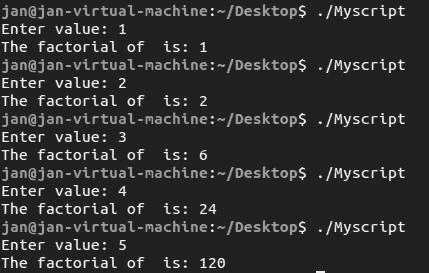 jan@jan-virtual-machine:~/Desktop$ ./Myscript
Enter value: 1
The factorial of  is: 1
jan@jan-virtual-machine:~/Desktop$ ./Myscript
Enter value: 2
The factorial of  is: 2
jan@jan-virtual-machine:~/Desktop$ ./Myscript
Enter value: 3
The factorial of  is: 6
jan@jan-virtual-machine:~/Desktop$ ./Myscript
Enter value: 4
The factorial of  is: 24
jan@jan-virtual-machine:~/Desktop$ ./Myscript
Enter value: 5
The factorial of  is: 120